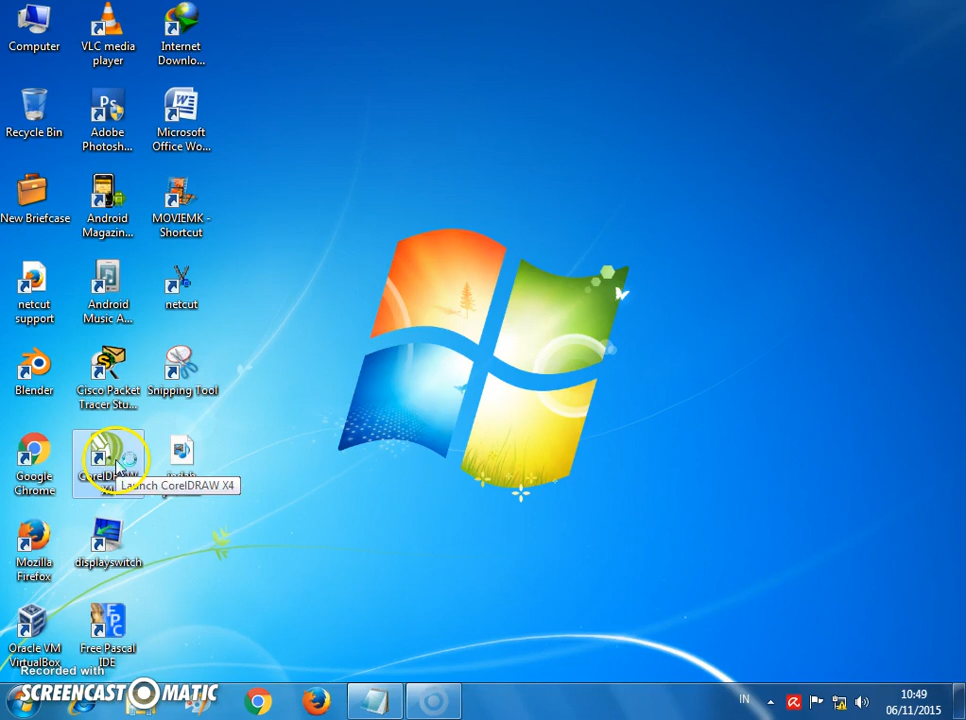 Computer
VLC media
player
Internet
Downlo...
Recycle Bin
Ps
Adobe
Photosh...
W
Microsoft
Office Wo...
New Briefcase
Android
Magazin...
MOVIEMK -
Shortcut
netcut
support
Android
Music A...
netcut
Blender
Cisco Packet
Tracer Stu...
Snipping Tool
Google
Chrome
CorelDRAW
X4
Launch CorelDRAW X4
Mozilla
Firefox
displayswitch
Oracle VM
VirtualBox
FPC
Free Pascal
IDE
Recorded with
SCREENCAST MATIC
IN
10:49
06/11/2015